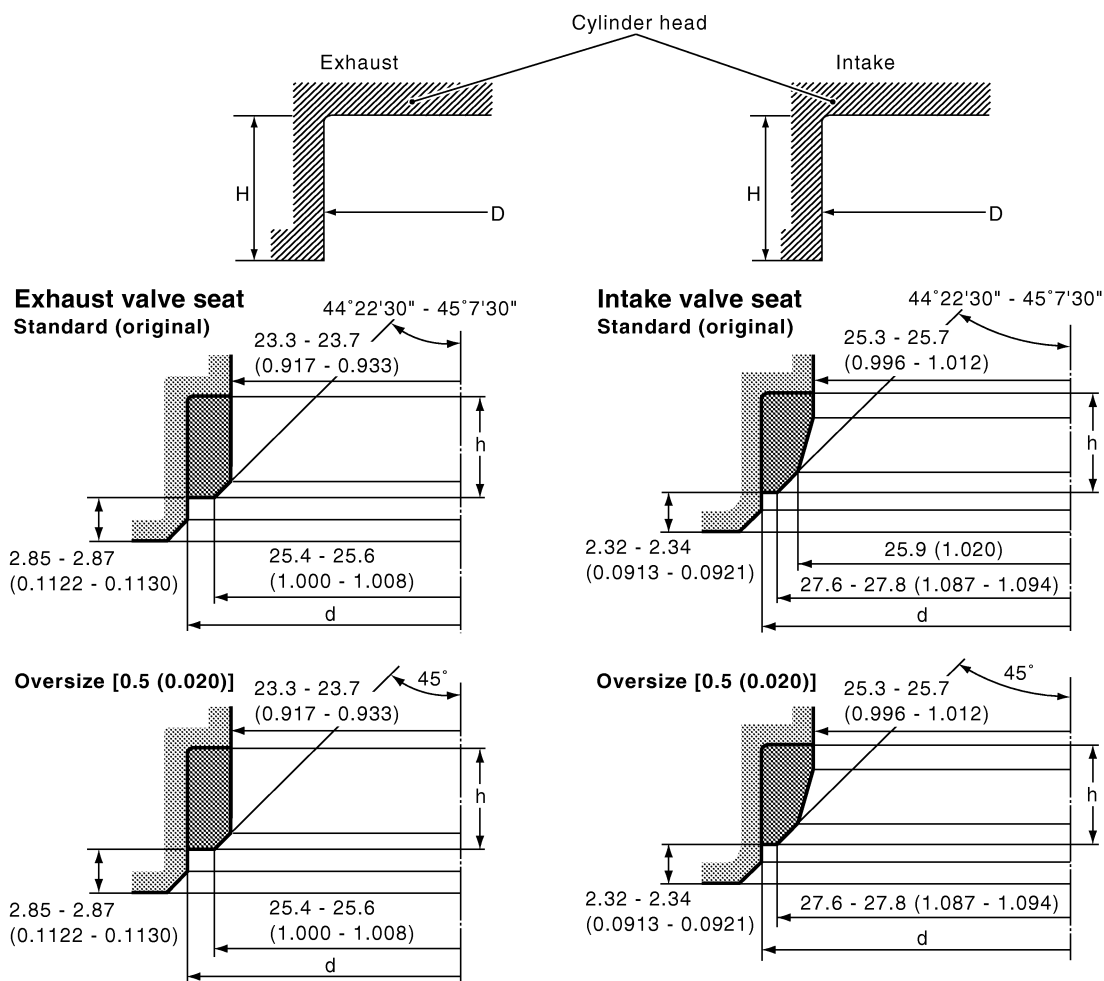 Cylinder head
Exhaust
Intake
H
D
H
D
Exhaust valve seat
Standard (original)
44°22'30" - 45°7'30"
23.3 - 23.7
(0.917 - 0.933)
h
2.85 - 2.87
(0.1122 - 0.1130)
25.4 - 25.6
(1.000 - 1.008)
d
Intake valve seat
Standard (original)
44°22'30" - 45°7'30"
25.3 - 25.7
(0.996 - 1.012)
h
2.32 - 2.34
(0.0913 - 0.0921)
25.9 (1.020)
27.6 - 27.8 (1.087 - 1.094)
d
Oversize [0.5 (0.020)]
45°
23.3 - 23.7
(0.917 - 0.933)
h
2.85 - 2.87
(0.1122 - 0.1130)
25.4 - 25.6
(1.000 - 1.008)
d
Oversize [0.5 (0.020)]
45°
25.3 - 25.7
(0.996 - 1.012)
h
2.32 - 2.34
(0.0913 - 0.0921)
27.6 - 27.8 (1.087 - 1.094)
d